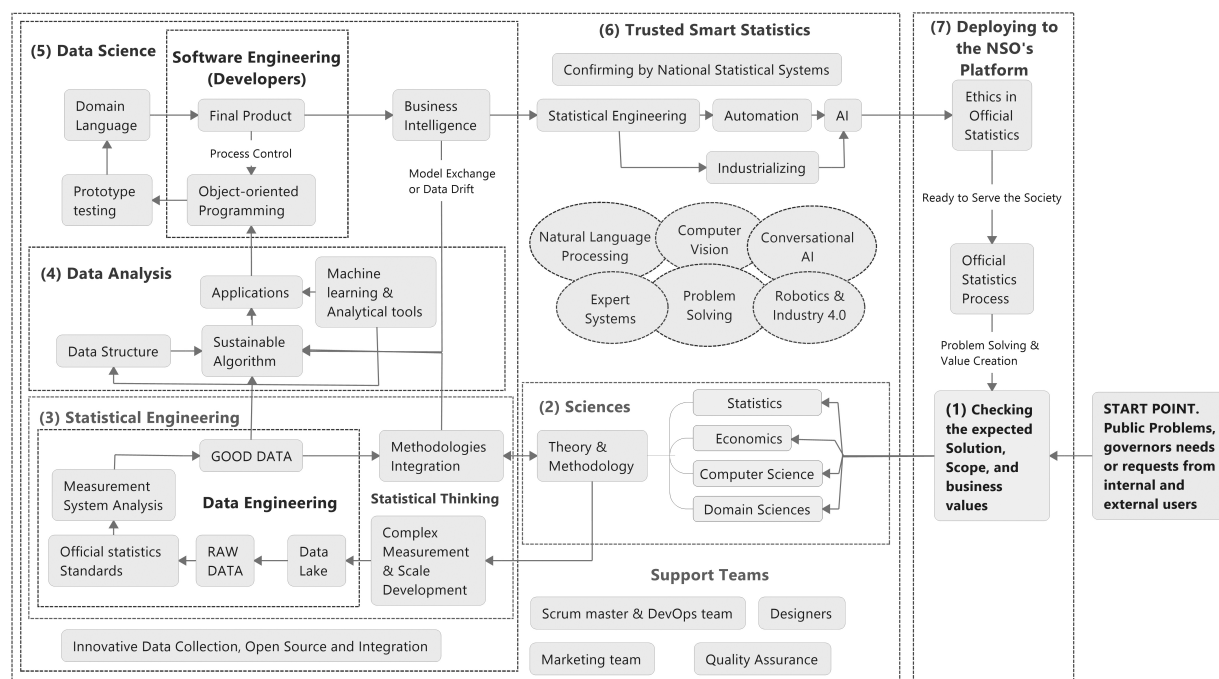 (5) Data Science
Software Engineering
(Developers)
Domain
Language
Final Product
Business
Intelligence
Process Control
Prototype
testing
Object-oriented
Programming
Model Exchange
or Data Drift
(4) Data Analysis
Applications
Machine
learning &
Analytical tools
Data Structure
Sustainable
Algorithm
(3) Statistical Engineering
GOOD DATA
Methodologies
Integration
Measurement
System Analysis
Data Engineering
Statistical Thinking
Official statistics
Standards
RAW
DATA
Data
Lake
Complex
Measurement
& Scale
Development
Innovative Data Collection, Open Source and Integration
(6) Trusted Smart Statistics
Confirming by National Statistical Systems
Statistical Engineering
Automation
AI
Industrializing
Natural Language
Processing
Computer
Vision
Conversational
AI
Expert
Systems
Problem
Solving
Robotics &
Industry 4.0
(2) Sciences
Theory &
Methodology
Statistics
Economics
Computer Science
Domain Sciences
Support Teams
Scrum master & DevOps team
Designers
Marketing team
Quality Assurance
(7) Deploying to
the NSO's
Platform
Ethics in
Official
Statistics
Ready to Serve the Society
Official
Statistics
Process
Problem Solving &
Value Creation
(1) Checking
the expected
Solution,
Scope, and
business
values
START POINT.
Public Problems,
governors needs
or requests from
internal and
external users